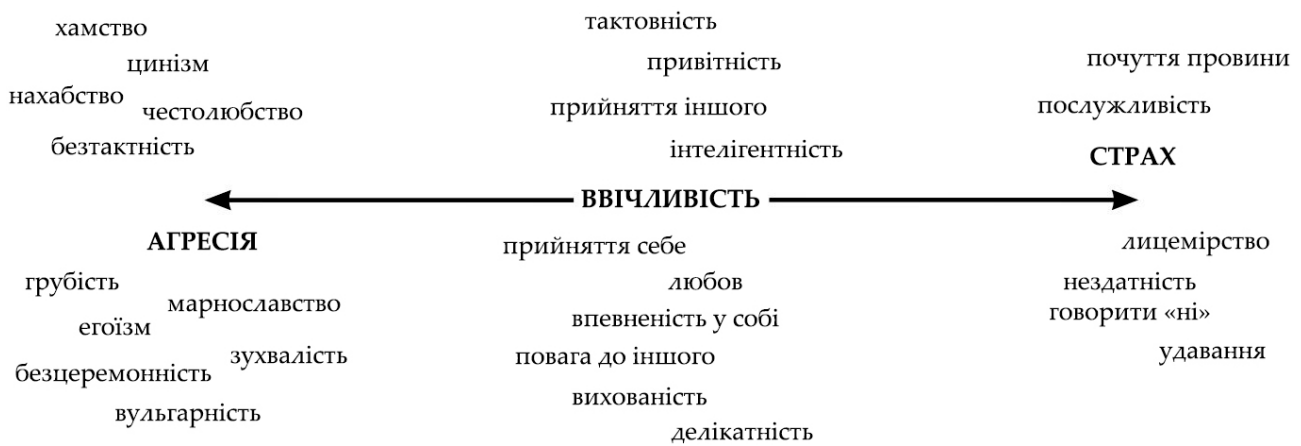 хамство
цинізм
нахабство
честолюбство
безтактність
тактовність
привітність
прийняття іншого
інтелігентність
почуття провини
послужливість
СТРАХ
ВВІЧЛИВІСТЬ
АГРЕСІЯ
грубість
марнославство
егоїзм
зухвалість
безцеремонність
вульгарність
прийняття себе
любов
впевненість у собі
повага до іншого
вихованість
делікатність
лицемірство
нездатність
говорити «ні»
удавання